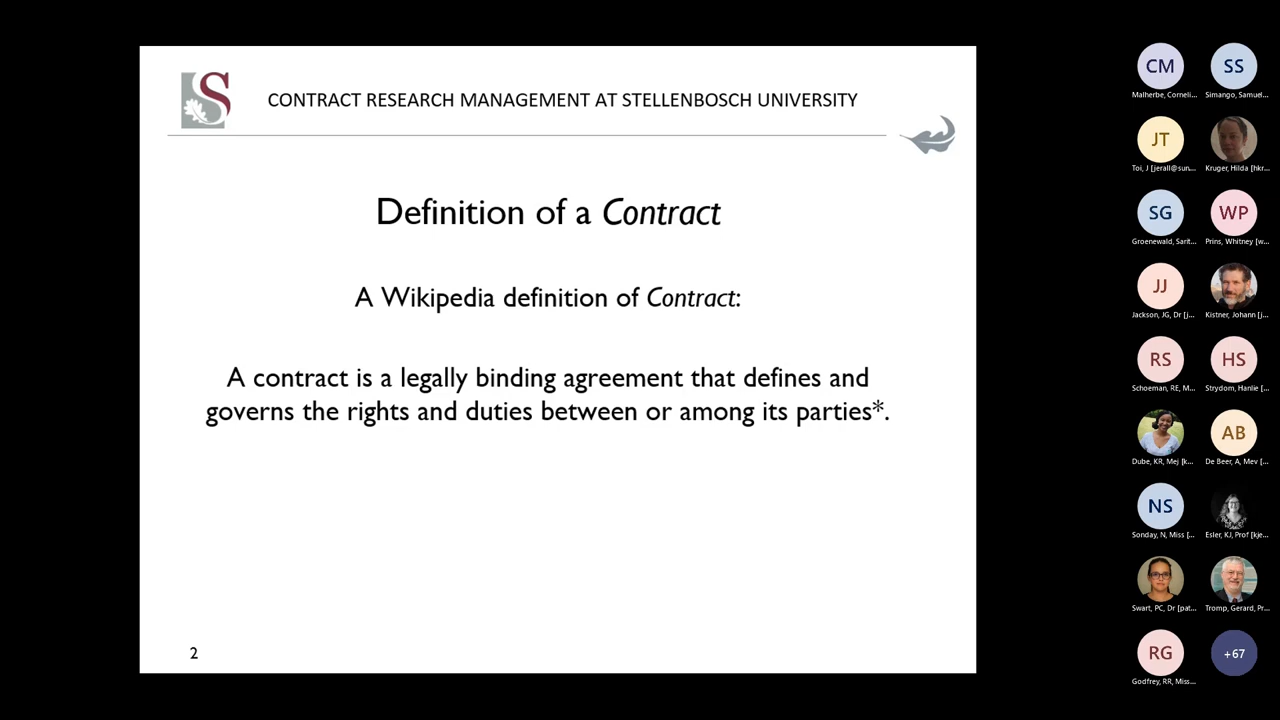 CONTRACT RESEARCH MANAGEMENT AT STELLENBOSCH UNIVERSITY
Definition of a Contract
A Wikipedia definition of Contract:
A contract is a legally binding agreement that defines and
governs the rights and duties between or among its parties*.
2
CM
SS
Malherbe, Corneli...
Simango, Samuel...
JT
Toi, J [jerall@sun,...
Kruger, Hilda [hkr...
SG
WP
Groenewald, Sarit...
Prins, Whitney [w...
JJ
Jackson, JG, Dr [j...
Kistner, Johann [j...
RS
HS
Schoeman, RE, M...
Strydom, Hanlie [...
AB
Dube, KR, Mej [k...
De Beer, A, Mev [...
NS
Sonday, N, Miss [...
Esler, KJ, Prof [kje...
Swart, PC, Dr [pat...
Tromp, Gerard, Pr...
RG
+67
Godfrey, RR, Miss...